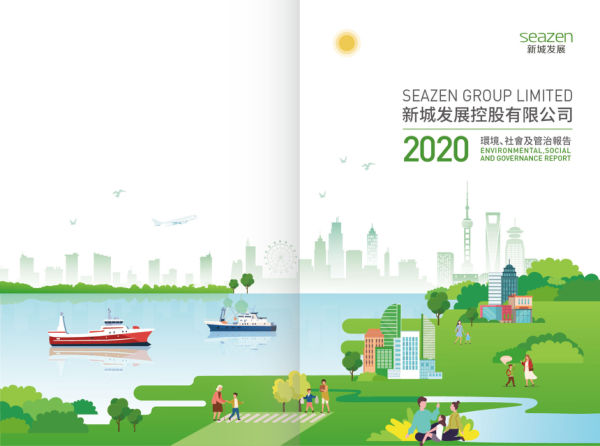 seazen
新城发展
SEAZEN GROUP LIMITED
新城发展控股有限公司
2020
環境、社會及管治報告
ENVIRONMENTAL, SOCIAL
AND GOVERNANCE REPORT